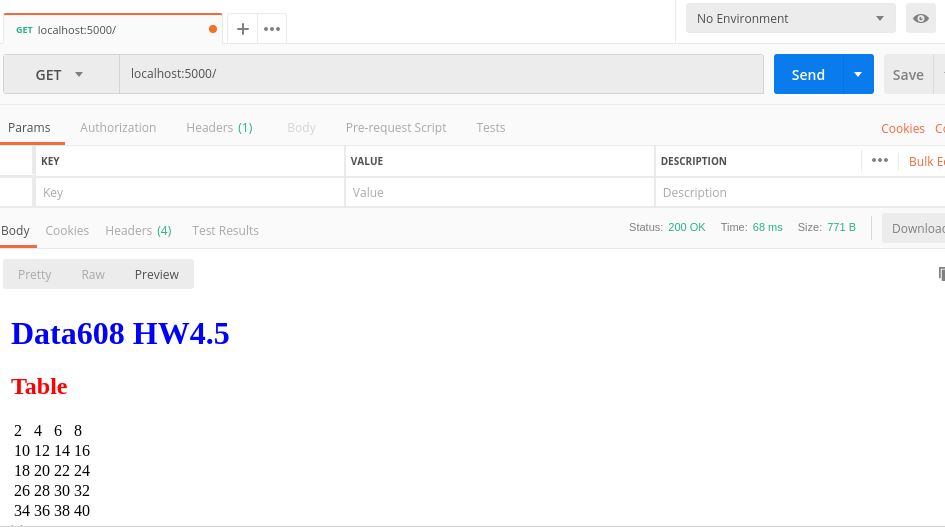 GET localhost:5000/
No Environment
GET localhost:5000/ Send Save
Params Authorization Headers (1) Body Pre-request Script Tests Cookies
KEY VALUE DESCRIPTION Bulk
Key Value Description
Body Cookies Headers (4) Test Results Status: 200 OK Time: 68 ms Size: 771 B Download
Pretty Raw Preview
Data608 HW4.5
Table
2 4 6 8
10 12 14 16
18 20 22 24
26 28 30 32
34 36 38 40